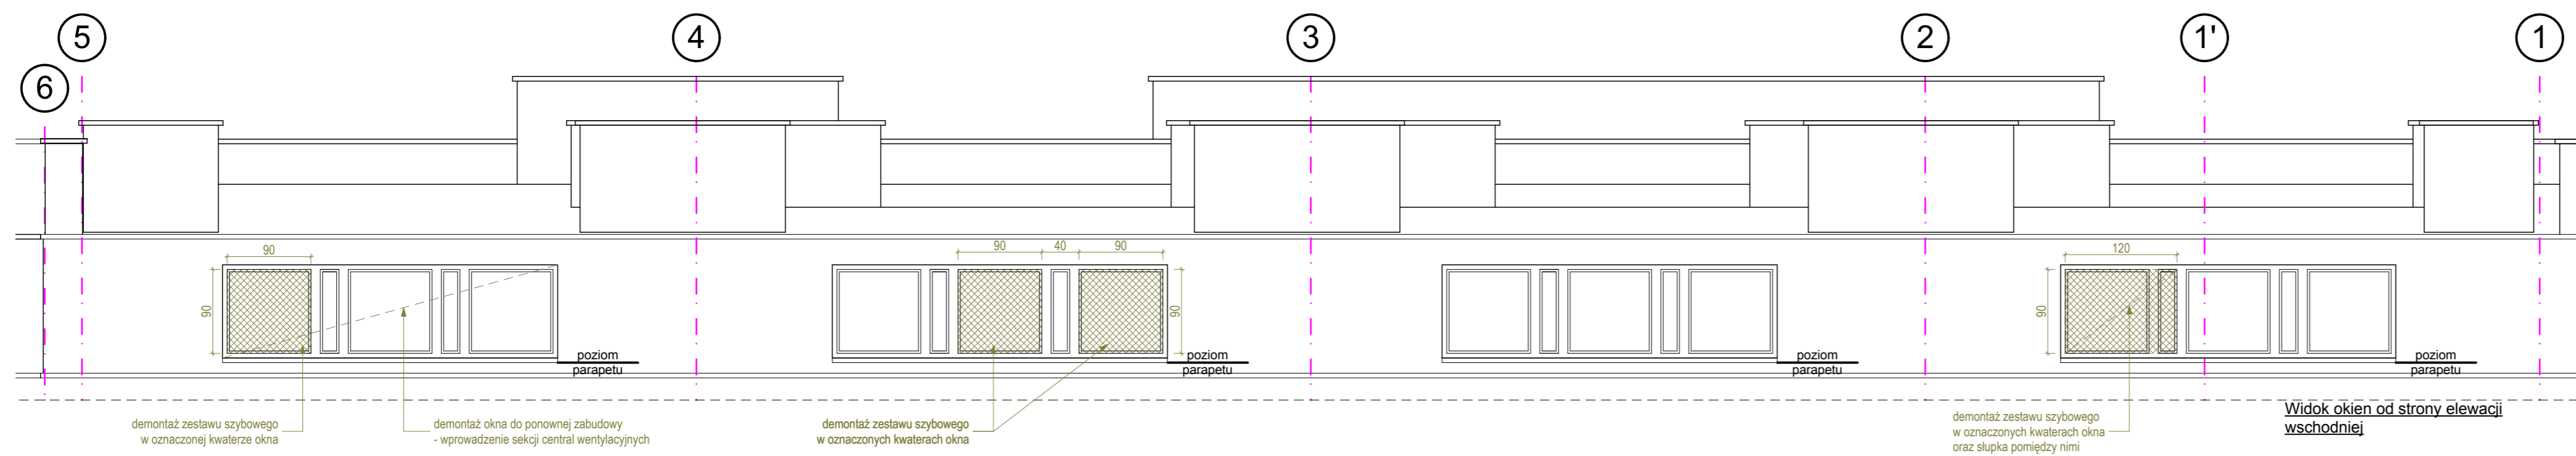 5
4
3
2
1'
1
6
90
90
40
90
120
90
90
90
poziom
parapetu
poziom
parapetu
poziom
parapetu
poziom
parapetu
demontaż zestawu szybowego
w oznaczonej kwaterze okna
demontaż okna do ponownej zabudowy
- wprowadzenie sekcji central wentylacyjnych
demontaż zestawu szybowego
w oznaczonych kwaterach okna
demontaż zestawu szybowego
w oznaczonych kwaterach okna
oraz słupka pomiędzy nimi
Widok okien od strony elewacji
wschodniej